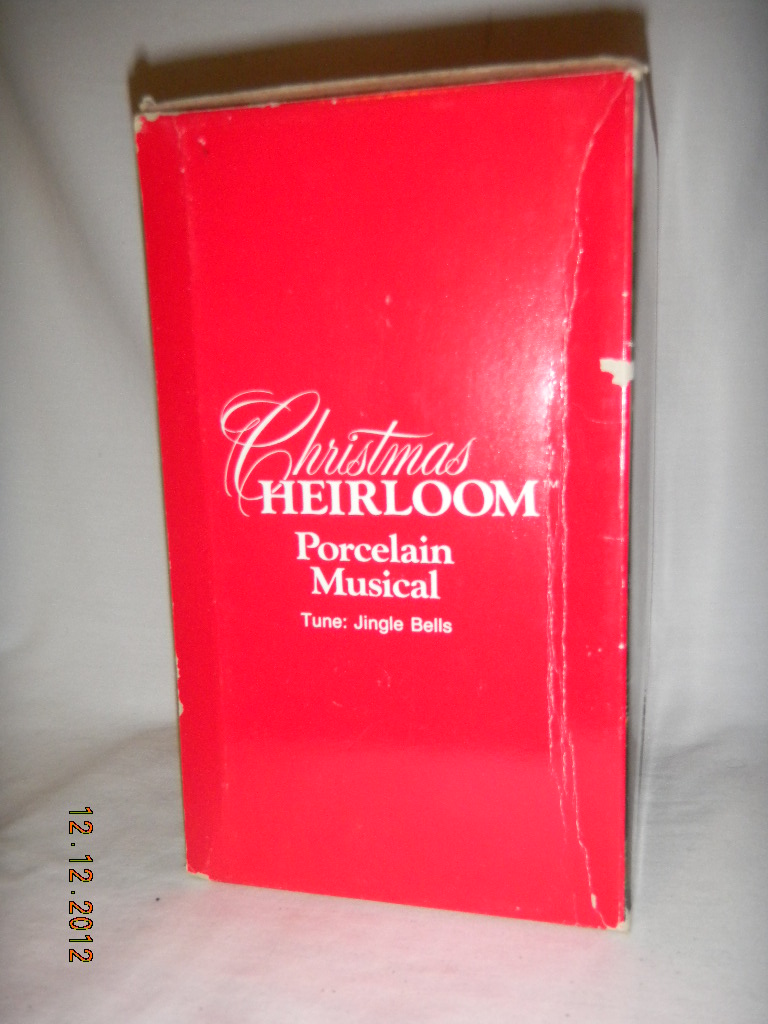 Christmas
HEIRLOOM™
Porcelain
Musical
Tune: Jingle Bells
12.12.2012